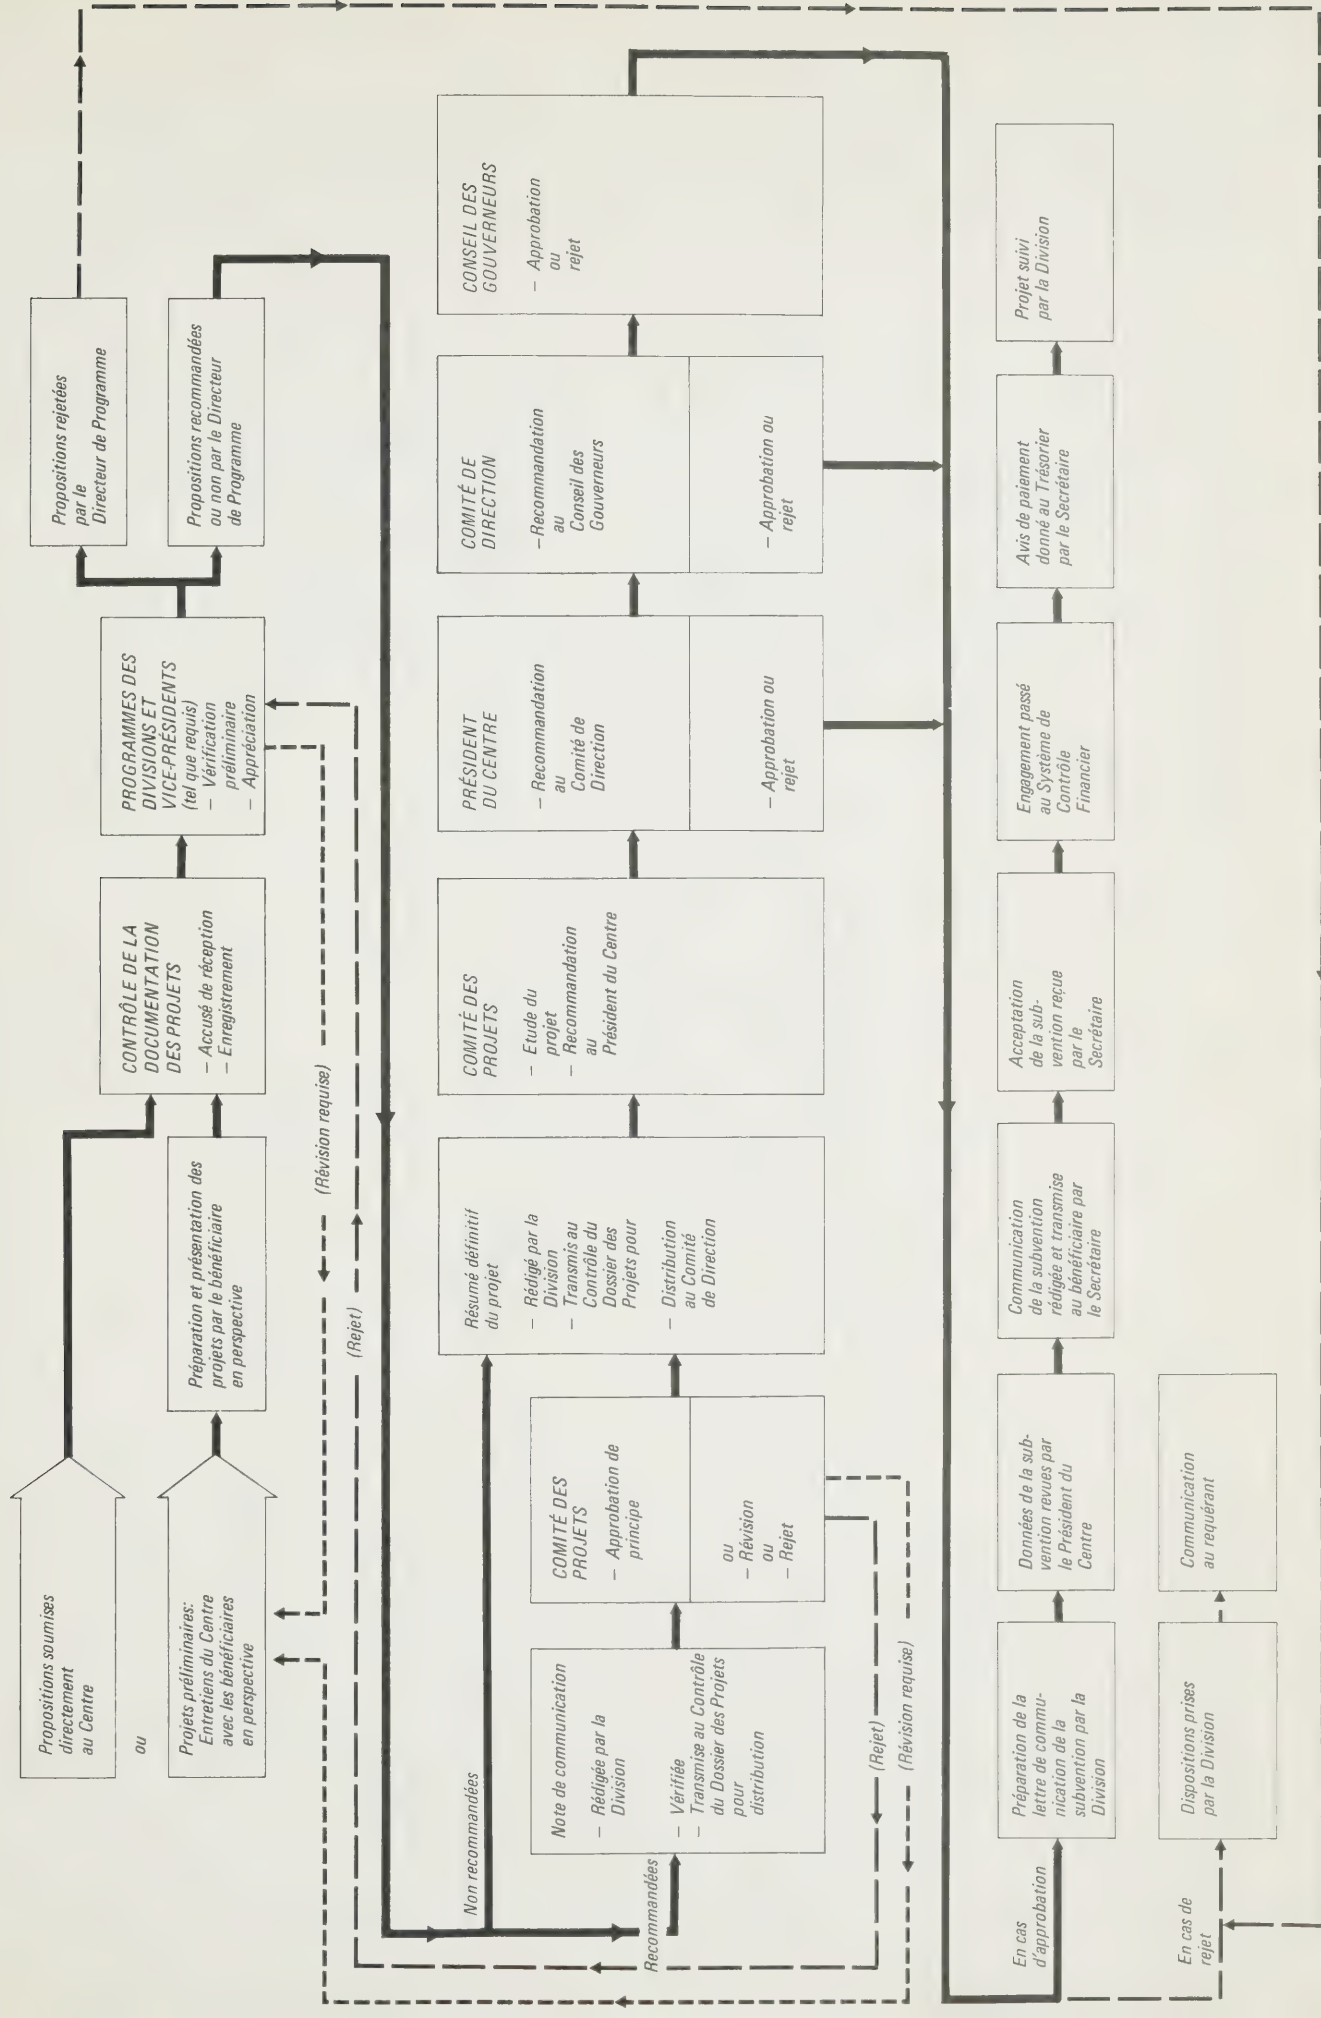 Propositions soumises
directement
au Centre
ou
Projets préliminaires:
Entretiens du Centre
avec les bénéficiaires
en perspective
Préparation et présentation des
projets par le bénéficiaire
en perspective
CONTRÔLE DE LA
DOCUMENTATION
DES PROJETS
– Accusé de réception
– Enregistrement
PROGRAMMES DES
DIVISIONS ET
VICE-PRÉSIDENTS
(tel que requis)
– Vérification
préliminaire
– Appréciation
Propositions rejetées
par le
Directeur de Programme
Propositions recommandées
ou non par le Directeur
de Programme
(Révision requise)
(Rejet)
Non recommandées
Recommandées
Note de communication
– Rédigée par la
Division
– Vérifiée
– Transmise au Contrôle
du Dossier des Projets
pour
distribution
COMITÉ DES
PROJETS
– Approbation de
principe
ou
– Révision
ou
– Rejet
(Rejet)
(Révision requise)
Résumé définitif
du projet
– Rédigé par la
Division
– Transmis au
Contrôle du
Dossier des
Projets pour
– Distribution
au Comité
de Direction
COMITÉ DES
PROJETS
– Etude du
projet
– Recommandation
au
Président du Centre
PRÉSIDENT
DU CENTRE
– Recommandation
au
Comité de
Direction
– Approbation ou
rejet
COMITÉ DE
DIRECTION
–Recommandation
au
Conseil des
Gouverneurs
– Approbation ou
rejet
CONSEIL DES
GOUVERNEURS
– Approbation
ou
rejet
En cas
d'approbation
Préparation de la
lettre de commu-
nication de la
subvention par la
Division
Données de la sub-
vention revues par
le Président du
Centre
Communication
de la subvention
rédigée et transmise
au bénéficiaire par
le Secrétaire
Acceptation
de la sub-
vention reçue
par le
Secrétaire
Engagement passé
au Système de
Contrôle
Financier
Avis de paiement
donné au Trésorier
par le Secrétaire
Projet suivi
par la Division
En cas de
rejet
Dispositions prises
par la Division
Communication
au requérant